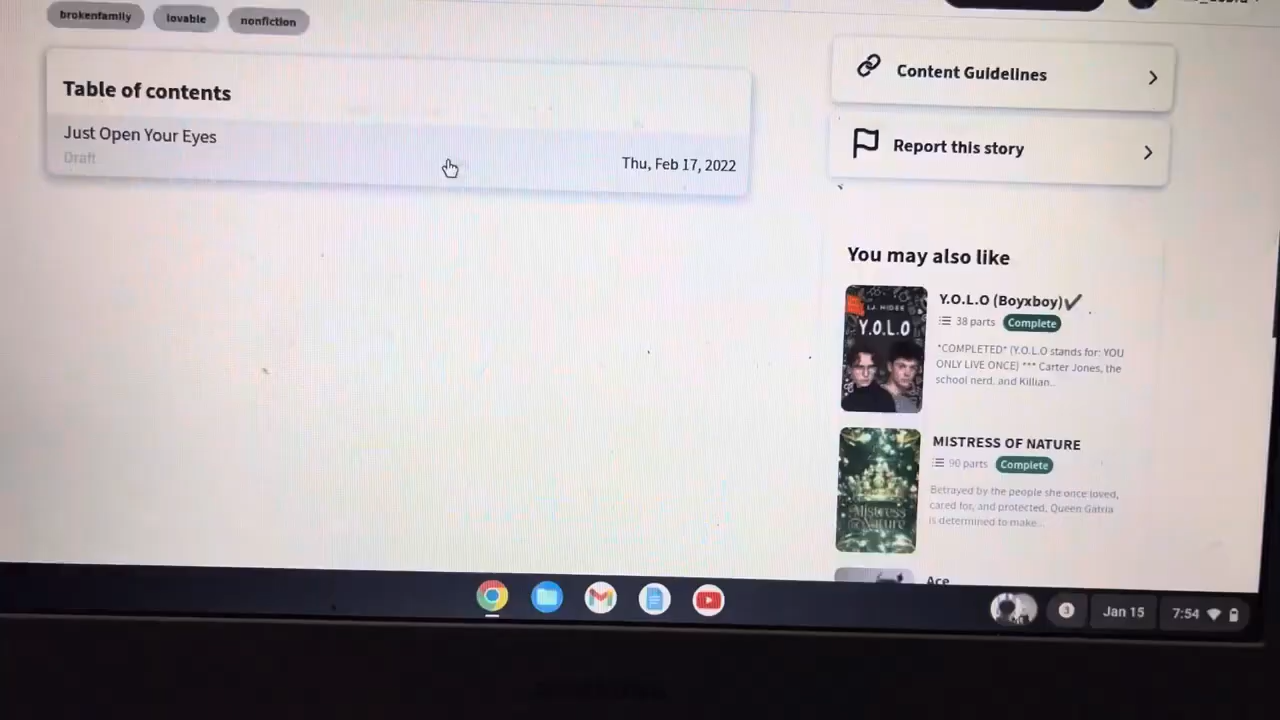 brokenfamily
lovable
nonfiction
Table of contents
Just Open Your Eyes
Draft
Thu, Feb 17, 2022
Content Guidelines
Report this story
You may also like
Y.O.L.O (Boyxboy)✔
38 parts
Complete
*COMPLETED* (Y.O.L.O stands for: YOU
ONLY LIVE ONCE) *** Carter Jones, the
school nerd, and Killian...
Y.O.L.O
MISTRESS OF NATURE
90 parts
Complete
Betrayed by the people she once loved,
cared for, and protected, Queen Gatria
is determined to make...
Mistress
Nature
Ace
3
Jan 15
7:54